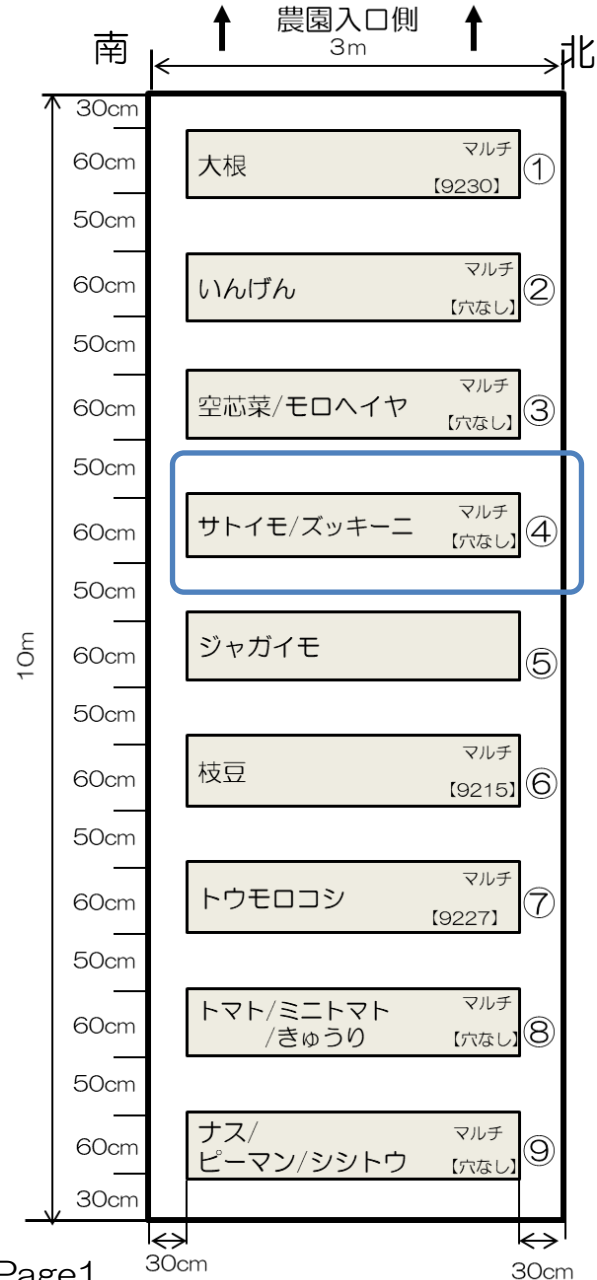 農園入口側
南
3m
北
30cm
60cm
大根
マルチ
【9230】
①
50cm
60cm
いんげん
マルチ
【穴なし】
②
50cm
60cm
空芯菜/モロヘイヤ
マルチ
【穴なし】
③
50cm
60cm
サトイモ/ズッキーニ
マルチ
【穴なし】
④
50cm
10m
60cm
ジャガイモ
⑤
50cm
60cm
枝豆
マルチ
【9215】
⑥
50cm
60cm
トウモロコシ
マルチ
【9227】
⑦
50cm
60cm
トマト/ミニトマト
/きゅうり
マルチ
【穴なし】
⑧
50cm
60cm
ナス/
ピーマン/シシトウ
マルチ
【穴なし】
⑨
30cm
30cm
30cm
Page1